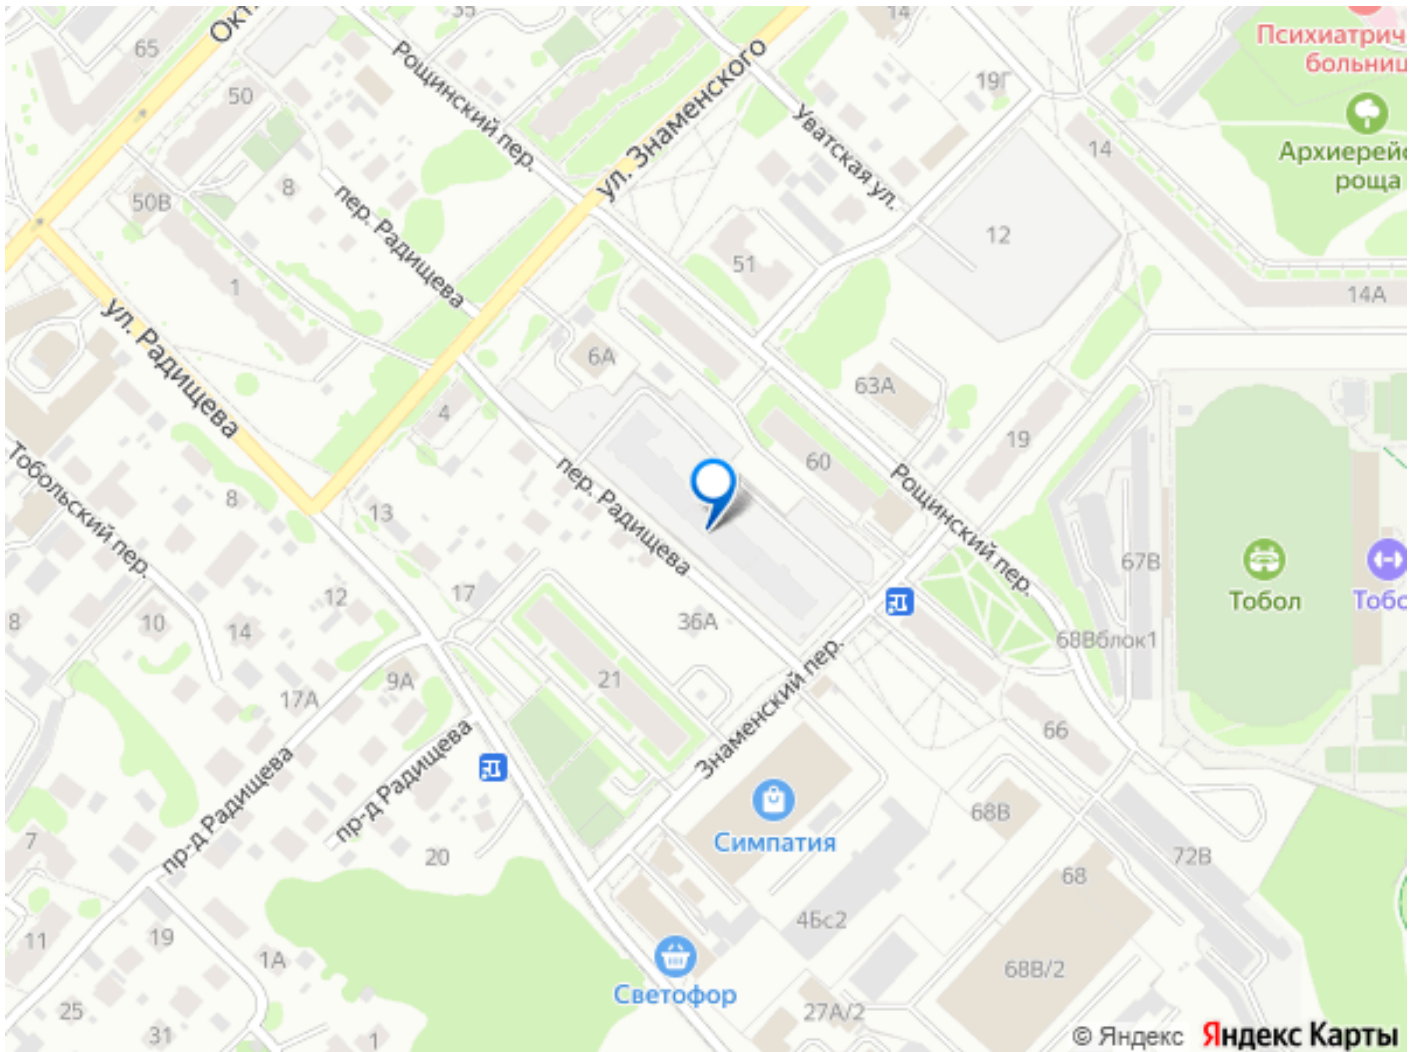 35
14
Окт
65
Рощинский пер.
ул. Знаменского
Психиатрич
больниц
19Г
50
Уватская ул.
14
Архиерейс
роща
8
50В
пер. Радищева
51
12
1
14А
ул. Радищева
6А
63А
4
19
60
Тобольский пер.
8
13
пер. Радищева
Рощинский пер.
67В
Тобол
Тобо
12
17
8
10
14
36А
68Вблок1
21
Знаменский пер.
17А
9А
66
пр-д Радищева
пр-д Радищева
7
20
Симпатия
68В
72В
68
4Бс2
11
19
1А
68В/2
Светофор
25
31
1
27А/2
© Яндекс Яндекс Карты